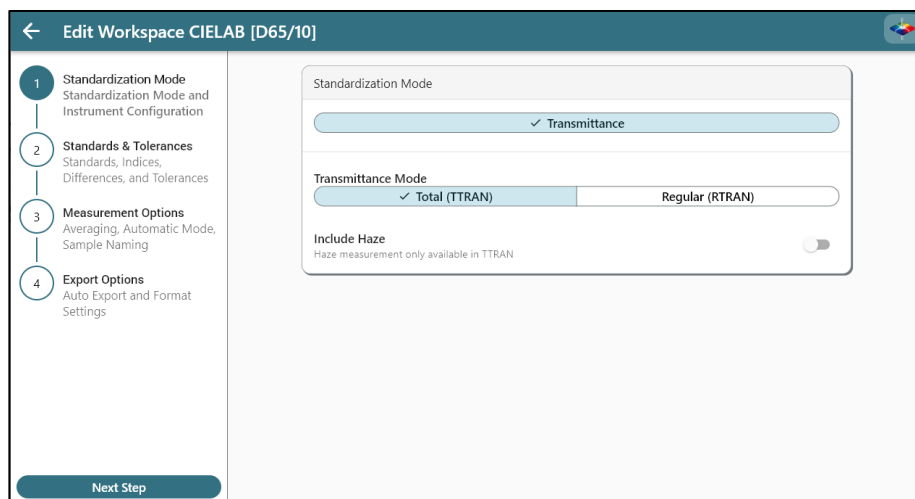 Edit Workspace CIELAB [D65/10]
1
Standardization Mode
Standardization Mode and
Instrument Configuration
2
Standards & Tolerances
Standards, Indices,
Differences, and Tolerances
3
Measurement Options
Averaging, Automatic Mode,
Sample Naming
4
Export Options
Auto Export and Format
Settings
Next Step
Standardization Mode
Transmittance
Transmittance Mode
Total (TTRAN)
Regular (RTRAN)
Include Haze
Haze measurement only available in TTRAN